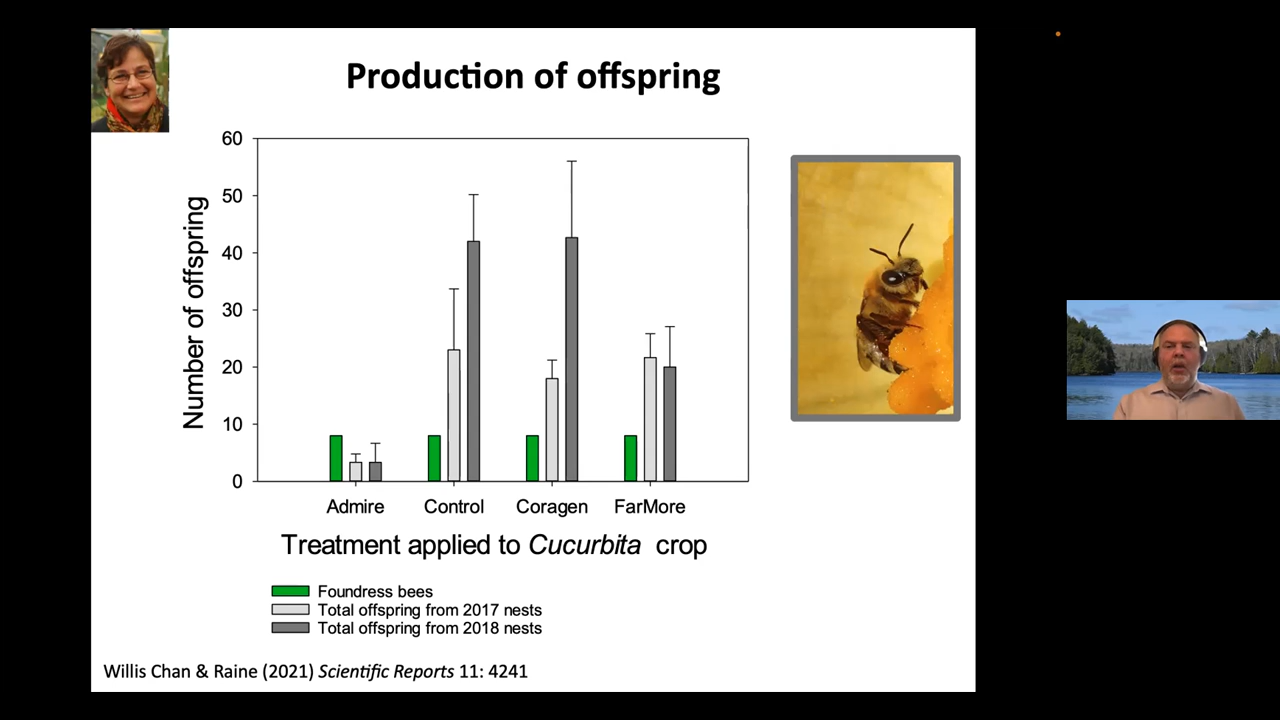 Production of offspring
60
50
40
30
20
10
0
Number of offspring
Admire Control Coragen FarMore
Treatment applied to Cucurbita crop
Foundress bees
Total offspring from 2017 nests
Total offspring from 2018 nests
Willis Chan & Raine (2021) Scientific Reports 11: 4241